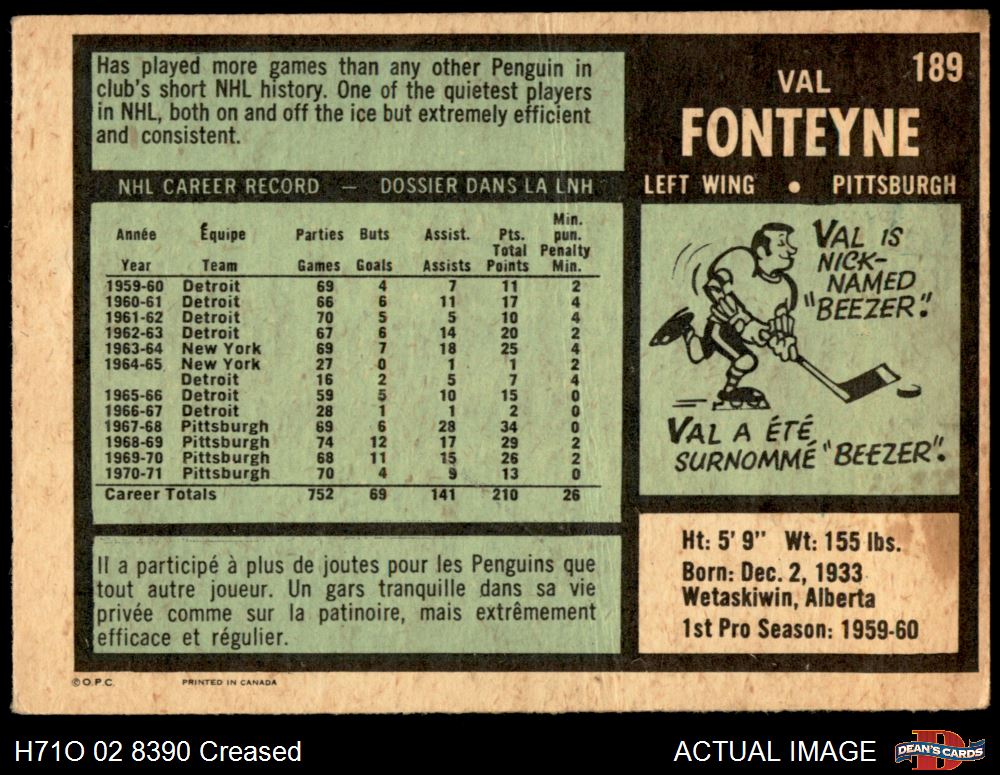 Has played more games than any other Penguin in
club's short NHL history. One of the quietest players
in NHL, both on and off the ice but extremely efficient
and consistent.
NHL CAREER RECORD — DOSSIER DANS LA LNH
Année Équipe Parties Buts Assist. Pts. Min. pun.
Year Team Games Goals Assists Total Points Penalty Min.
1959-60 Detroit 69 4 7 11 2
1960-61 Detroit 66 6 11 17 4
1961-62 Detroit 70 5 5 10 4
1962-63 Detroit 67 6 14 20 2
1963-64 New York 69 7 18 25 4
1964-65 New York 27 0 1 1 2
Detroit 16 2 5 7 4
1965-66 Detroit 59 5 10 15 0
1966-67 Detroit 28 1 1 2 0
1967-68 Pittsburgh 69 6 28 34 0
1968-69 Pittsburgh 74 12 17 29 2
1969-70 Pittsburgh 68 11 15 26 2
1970-71 Pittsburgh 70 4 9 13 0
Career Totals 752 69 141 210 26
Il a participé à plus de joutes pour les Penguins que
tout autre joueur. Un gars tranquille dans sa vie
privée comme sur la patinoire, mais extrêmement
efficace et régulier.
©O.P.C. PRINTED IN CANADA
189
VAL
FONTEYNE
LEFT WING • PITTSBURGH
VAL IS
NICK-
NAMED
"BEEZER".
VAL A ÉTÉ
SURNOMMÉ "BEEZER".
Ht: 5' 9" Wt: 155 lbs.
Born: Dec. 2, 1933
Wetaskiwin, Alberta
1st Pro Season: 1959-60
H71O 02 8390 Creased
ACTUAL IMAGE
D
DEAN'S CARDS